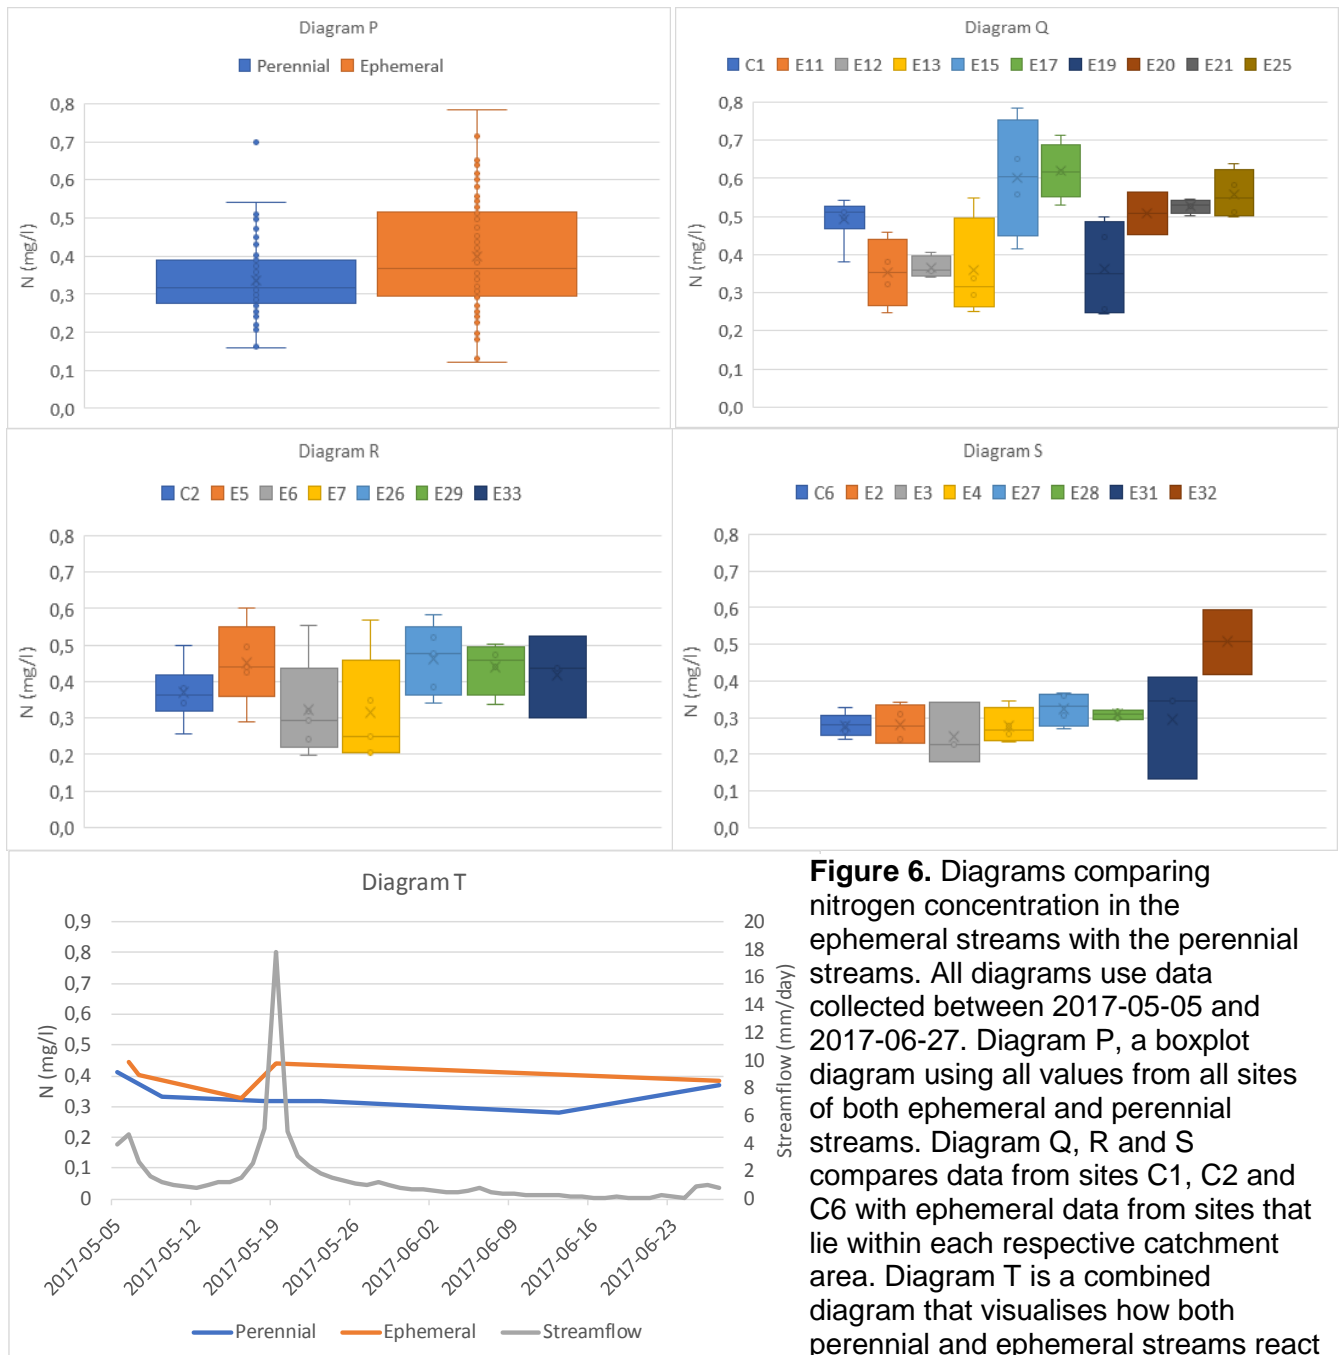 Diagram P
Perennial Ephemeral
0,8
0,7
0,6
0,5
0,4
0,3
0,2
0,1
0,0
N (mg/l)
Diagram Q
C1 E11 E12 E13 E15 E17 E19 E20 E21 E25
0,8
0,7
0,6
0,5
0,4
0,3
0,2
0,1
0,0
N (mg/l)
Diagram R
C2 E5 E6 E7 E26 E29 E33
0,8
0,7
0,6
0,5
0,4
0,3
0,2
0,1
0,0
N (mg/l)
Diagram S
C6 E2 E3 E4 E27 E28 E31 E32
0,8
0,7
0,6
0,5
0,4
0,3
0,2
0,1
0,0
N (mg/l)
Diagram T
0,9
0,8
0,7
0,6
0,5
0,4
0,3
0,2
0,1
0
N (mg/l)
20
18
16
14
12
10
8
6
4
2
0
Streamflow (mm/day)
2017-05-05
2017-05-12
2017-05-19
2017-05-26
2017-06-02
2017-06-09
2017-06-16
2017-06-23
Perennial Ephemeral Streamflow
Figure 6. Diagrams comparing
nitrogen concentration in the
ephemeral streams with the perennial
streams. All diagrams use data
collected between 2017-05-05 and
2017-06-27. Diagram P, a boxplot
diagram using all values from all sites
of both ephemeral and perennial
streams. Diagram Q, R and S
compares data from sites C1, C2 and
C6 with ephemeral data from sites that
lie within each respective catchment
area. Diagram T is a combined
diagram that visualises how both
perennial and ephemeral streams react